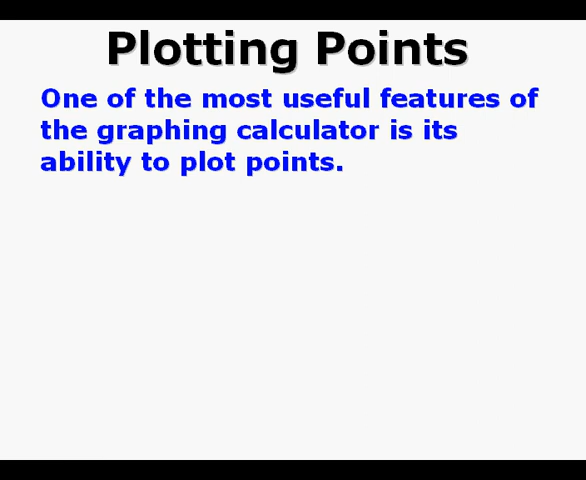 Plotting Points
One of the most useful features of
the graphing calculator is its
ability to plot points.